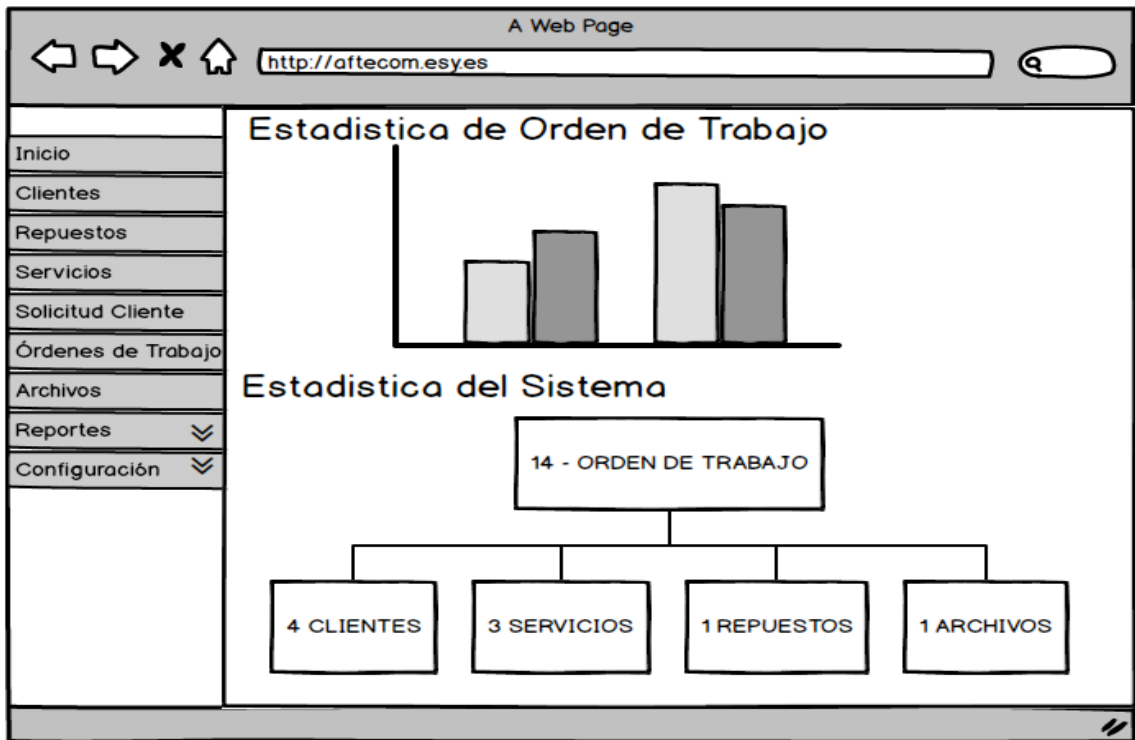 A Web Page
http://aftecom.esy.es
Inicio
Clientes
Repuestos
Servicios
Solicitud Cliente
Órdenes de Trabajo
Archivos
Reportes
Configuración
Estadistica de Orden de Trabajo
Estadistica del Sistema
14 - ORDEN DE TRABAJO
4 CLIENTES
3 SERVICIOS
1 REPUESTOS
1 ARCHIVOS